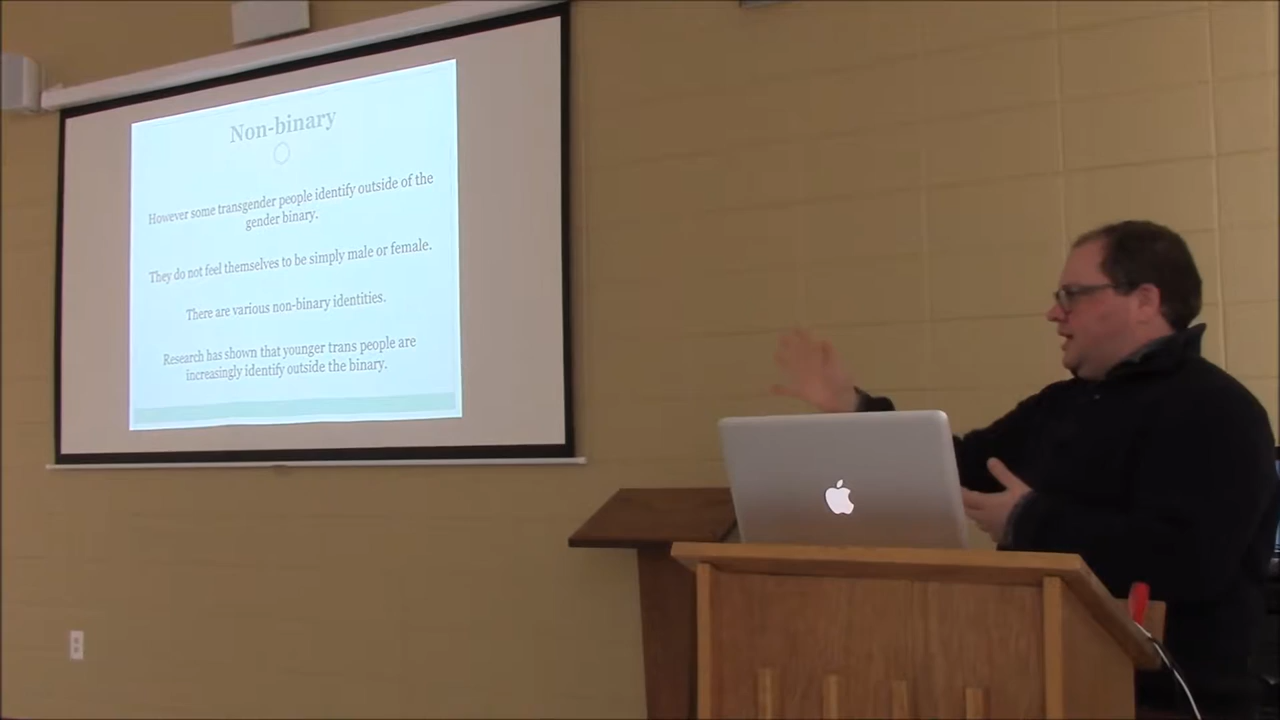 Non-binary
However some transgender people identify outside of the
gender binary.
They do not feel themselves to be simply male or female.
There are various non-binary identities.
Research has shown that younger trans people are
increasingly identify outside the binary.